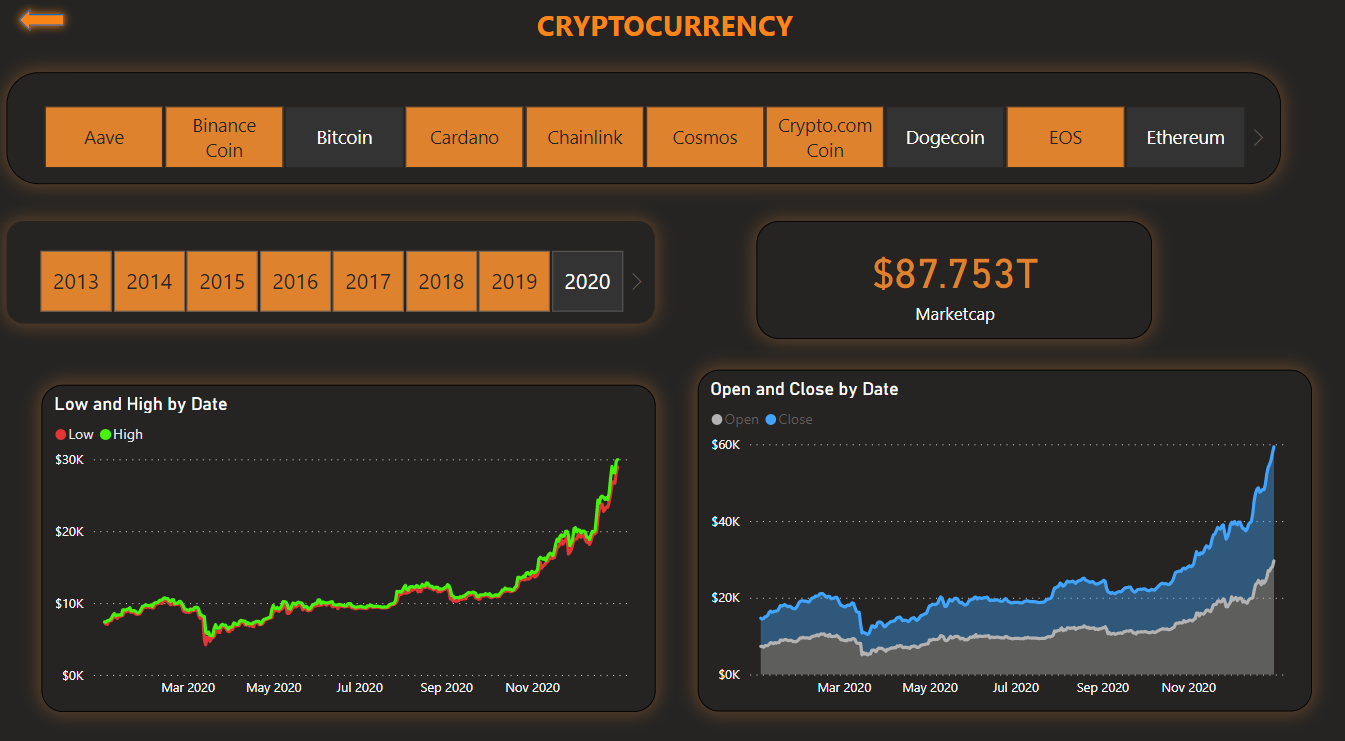 CRYPTOCURRENCY
Aave
Binance
Coin
Bitcoin
Cardano
Chainlink
Cosmos
Crypto.com
Coin
Dogecoin
EOS
Ethereum
2013
2014
2015
2016
2017
2018
2019
2020
$87.753T
Marketcap
Low and High by Date
Low
High
$30K
$20K
$10K
$0K
Mar 2020
May 2020
Jul 2020
Sep 2020
Nov 2020
Open and Close by Date
Open
Close
$60K
$40K
$20K
$0K
Mar 2020
May 2020
Jul 2020
Sep 2020
Nov 2020